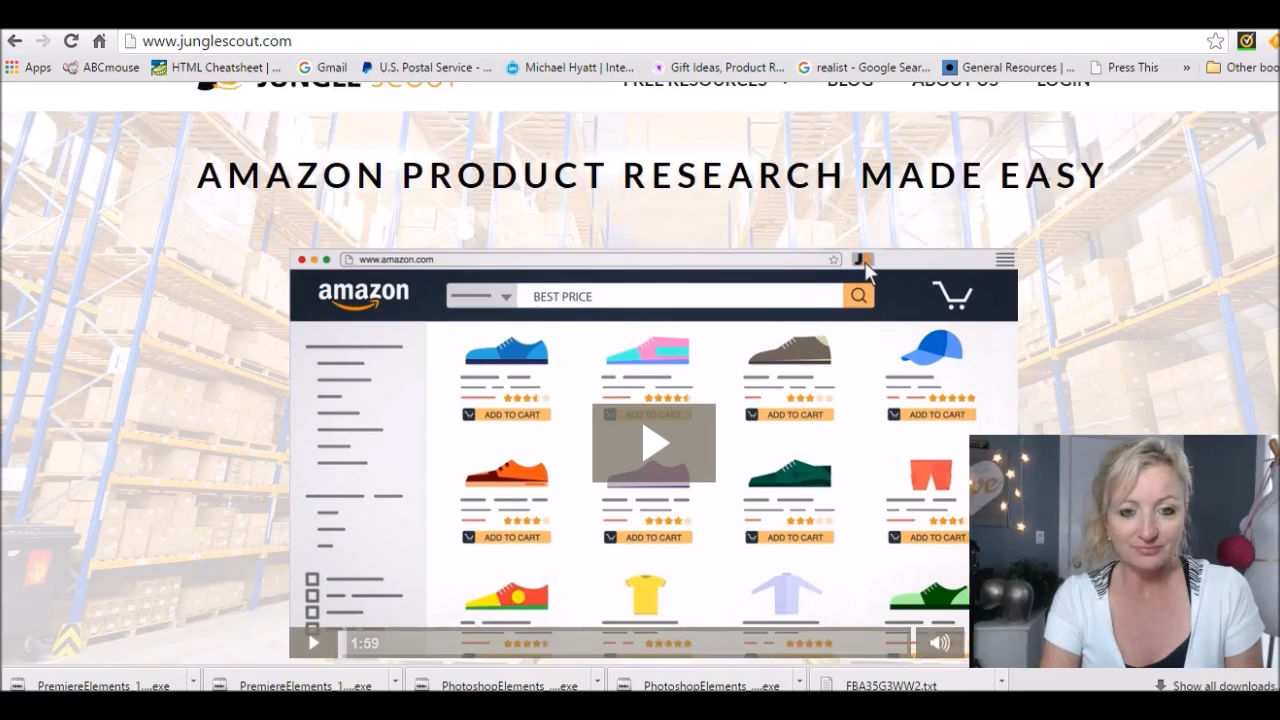 www.junglescout.com
Apps ABCmouse HTML Cheatsheet | ... Gmail U.S. Postal Service - ... Michael Hyatt | Inte... Gift Ideas, Product R... realist - Google Sear... General Resources | ... Press This » Other boo
JUNGLE SCOUT FREE RESOURCES BLOG ABOUT US LOGIN
AMAZON PRODUCT RESEARCH MADE EASY
www.amazon.com
amazon BEST PRICE
ADD TO CART ADD TO CART ADD TO CART ADD TO CART
ADD TO CART ADD TO CART ADD TO CART ADD TO CART
1:59
PremiereElements_1....exe PremiereElements_1....exe PhotoshopElements_...exe PhotoshopElements_...exe FBA35G3WW2.txt Show all downloads.